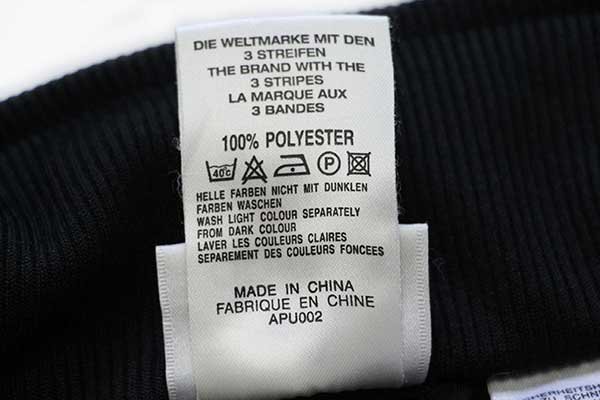 DIE WELTMARKE MIT DEN
3 STREIFEN
THE BRAND WITH THE
3 STRIPES
LA MARQUE AUX
3 BANDES
100% POLYESTER
40C P
HELLE FARBEN NICHT MIT DUNKLEN
FARBEN WASCHEN
WASH LIGHT COLOUR SEPARATELY
FROM DARK COLOUR
LAVER LES COULEURS CLAIRES
SEPAREMENT DES COULEURS FONCEES
MADE IN CHINA
FABRIQUE EN CHINE
APU002